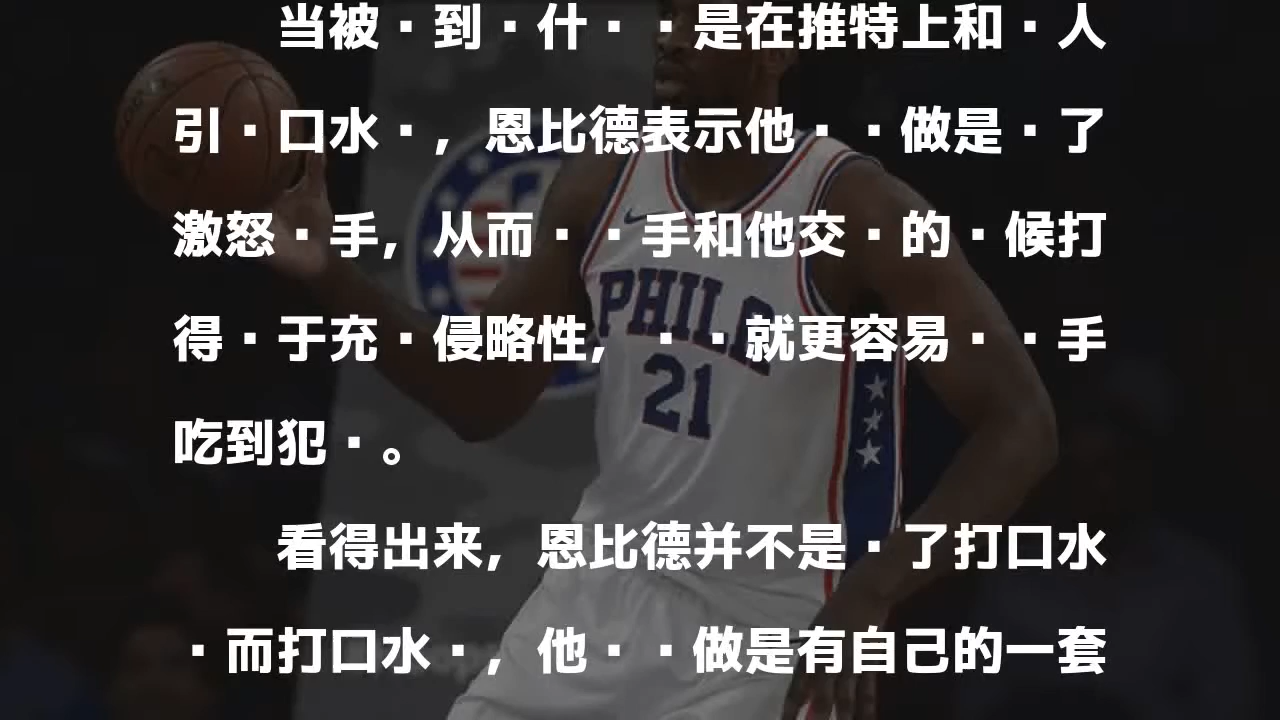 当被·到·什··是在推特上和·人
引·口水·，恩比德表示他··做是·了
激怒·手，从而··手和他交·的·候打
得·于充·侵略性，··就更容易··手
吃到犯·。
看得出来，恩比德并不是·了打口水
·而打口水·，他··做是有自己的一套
PHILA
21